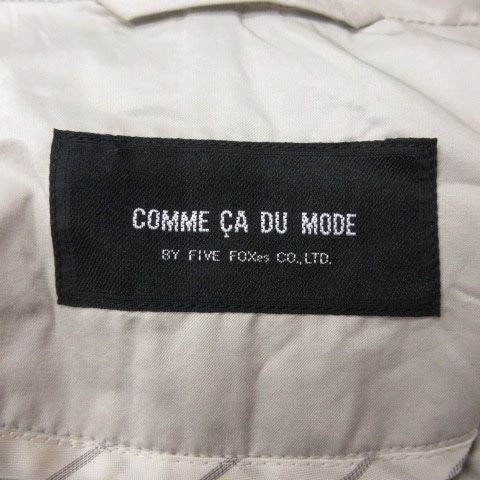 COMME ÇA DU MODE
BY FIVE FOXes CO.,LTD.